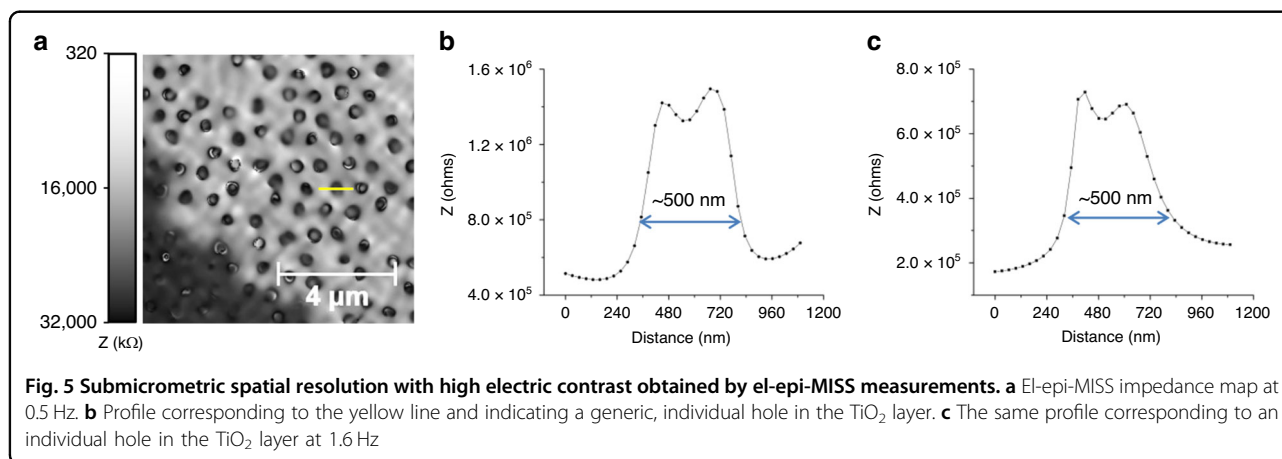 a
320
16,000
32,000
Z (kΩ)
4 µm
b
1.6 × 10⁶
1.2 × 10⁶
8.0 × 10⁵
4.0 × 10⁵
Z (ohms)
~500 nm
0 240 480 720 960 1200
Distance (nm)
c
8.0 × 10⁵
6.0 × 10⁵
4.0 × 10⁵
2.0 × 10⁵
Z (ohms)
~500 nm
0 240 480 720 960 1200
Distance (nm)
Fig. 5 Submicrometric spatial resolution with high electric contrast obtained by el-epi-MISS measurements. a El-epi-MISS impedance map at
0.5 Hz. b Profile corresponding to the yellow line and indicating a generic, individual hole in the TiO₂ layer. c The same profile corresponding to an
individual hole in the TiO₂ layer at 1.6 Hz